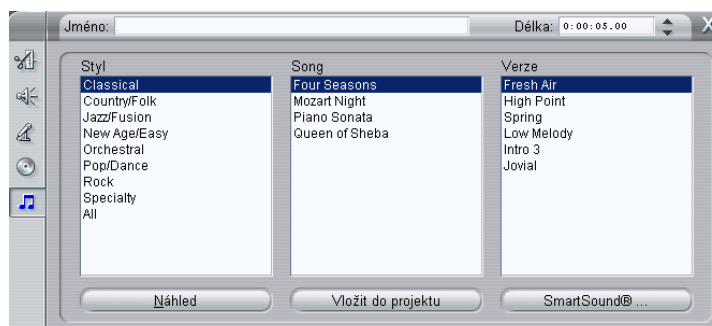 Jméno:
Délka: 0:00:05.00
X
Styl
Classical
Country/Folk
Jazz/Fusion
New Age/Easy
Orchestral
Pop/Dance
Rock
Specialty
All
Song
Four Seasons
Mozart Night
Piano Sonata
Queen of Sheba
Verze
Fresh Air
High Point
Spring
Low Melody
Intro 3
Jovial
Náhled
Vložit do projektu
SmartSound® ...